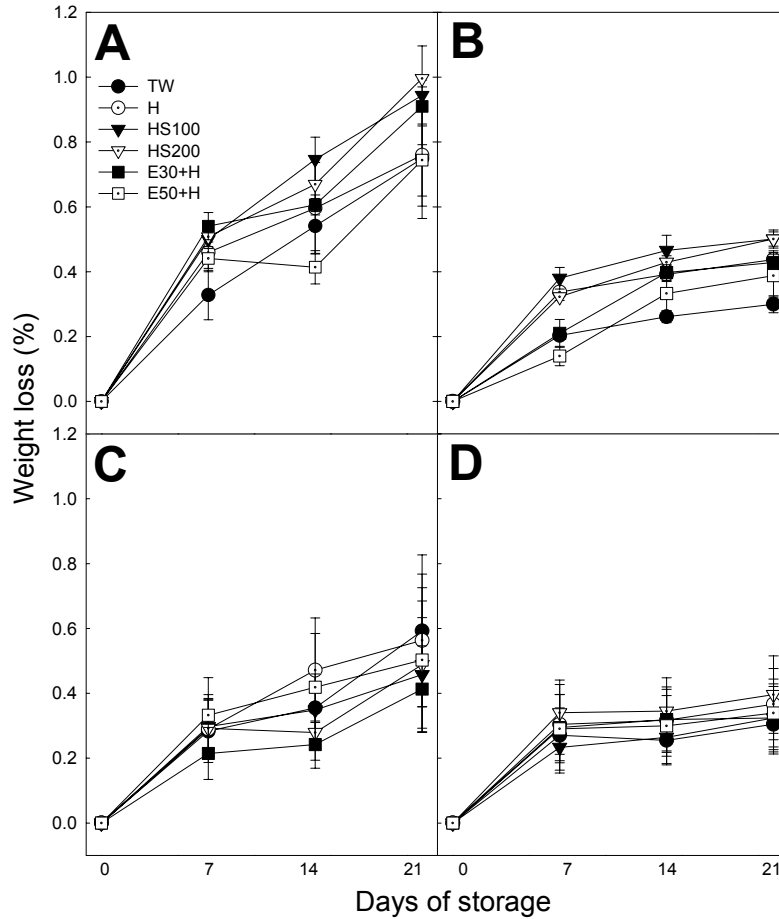 1.2
1.0
0.8
0.6
0.4
0.2
0.0
A
TW
H
HS100
HS200
E30+H
E50+H
B
Weight loss (%)
1.2
1.0
0.8
0.6
0.4
0.2
0.0
C
D
0 7 14 21 0 7 14 21
Days of storage